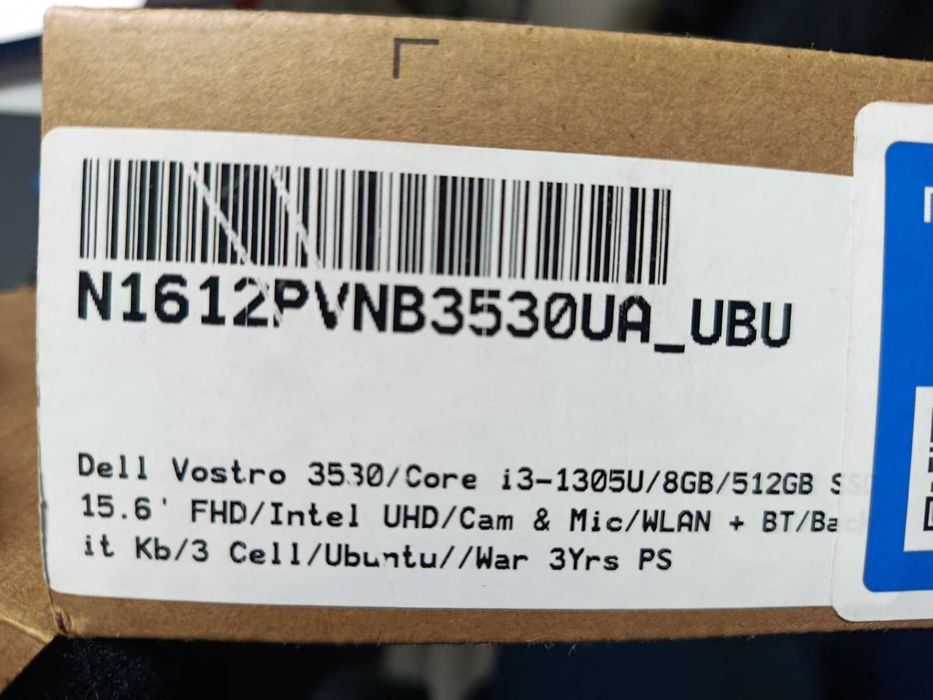 N1612PVNB3530UA_UBU
Dell Vostro 3530/Core i3-1305U/8GB/512GB
15.6' FHD/Intel UHD/Cam & Mic/WLAN + BT/Bac
it Kb/3 Cell/Ubuntu//War 3Yrs PS